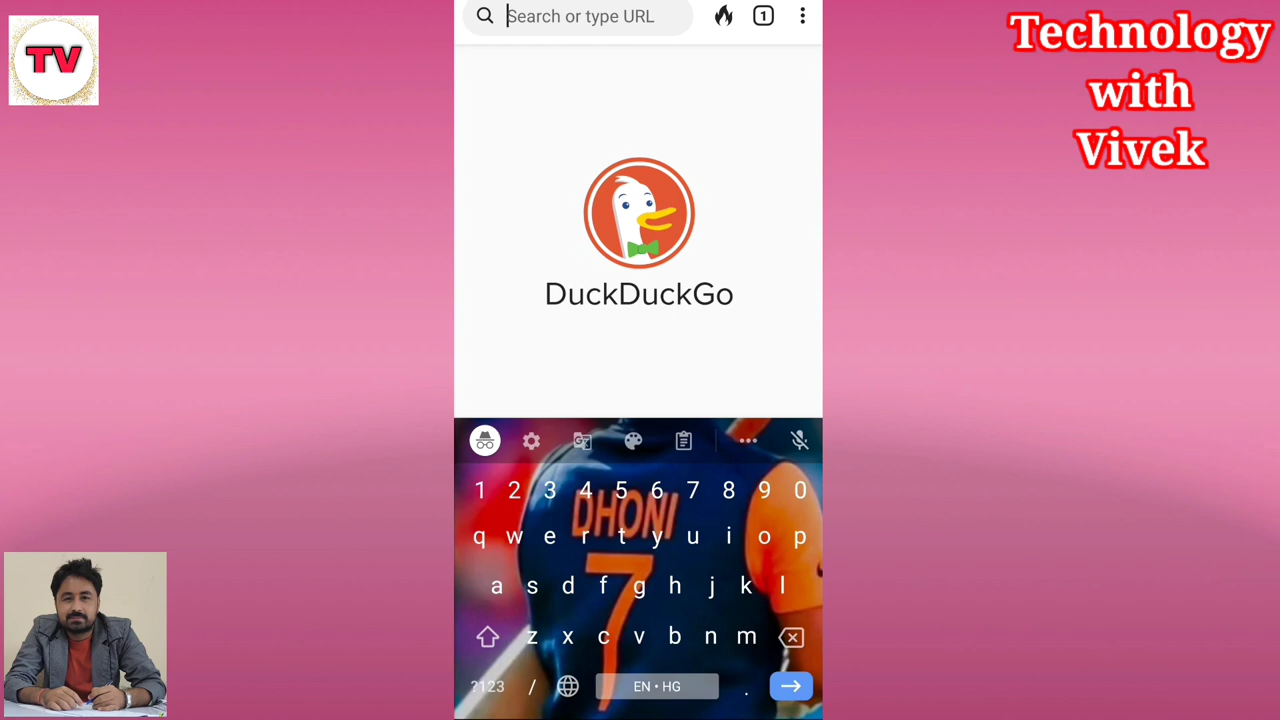 TV
Search or type URL
1
Technology
with
Vivek
DuckDuckGo
1 2 3 4 5 6 7 8 9 0
DHONI
q w e r t y u i o p
7
a s d f g h j k l
z x c v b n m
?123 / EN • HG .